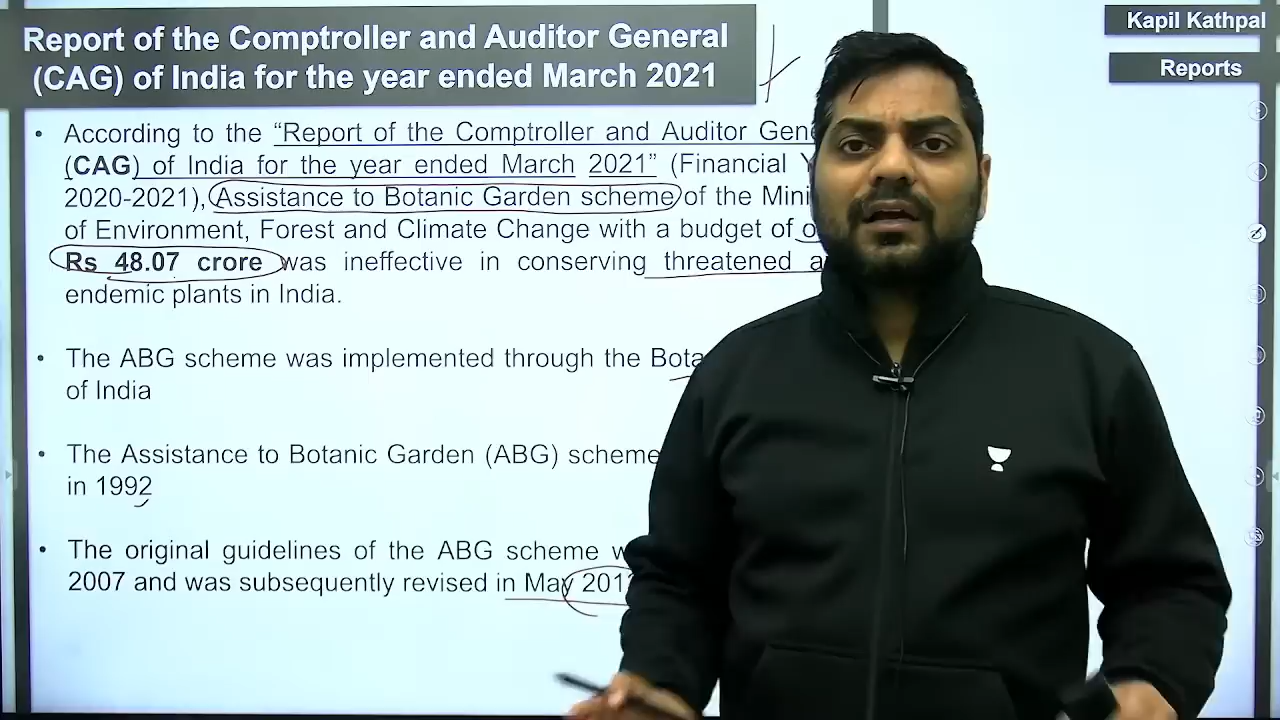 Report of the Comptroller and Auditor General
(CAG) of India for the year ended March 2021
Kapil Kathpal
Reports
• According to the “Report of the Comptroller and Auditor
(CAG) of India for the year ended March 2021” (Financial
2020-2021), Assistance to Botanic Garden scheme of the
of Environment, Forest and Climate Change with a budget of
Rs 48.07 crore was ineffective in conserving threatened
endemic plants in India.
• The ABG scheme was implemented through the
of India
• The Assistance to Botanic Garden (ABG) scheme
in 1992
• The original guidelines of the ABG scheme
2007 and was subsequently revised in May